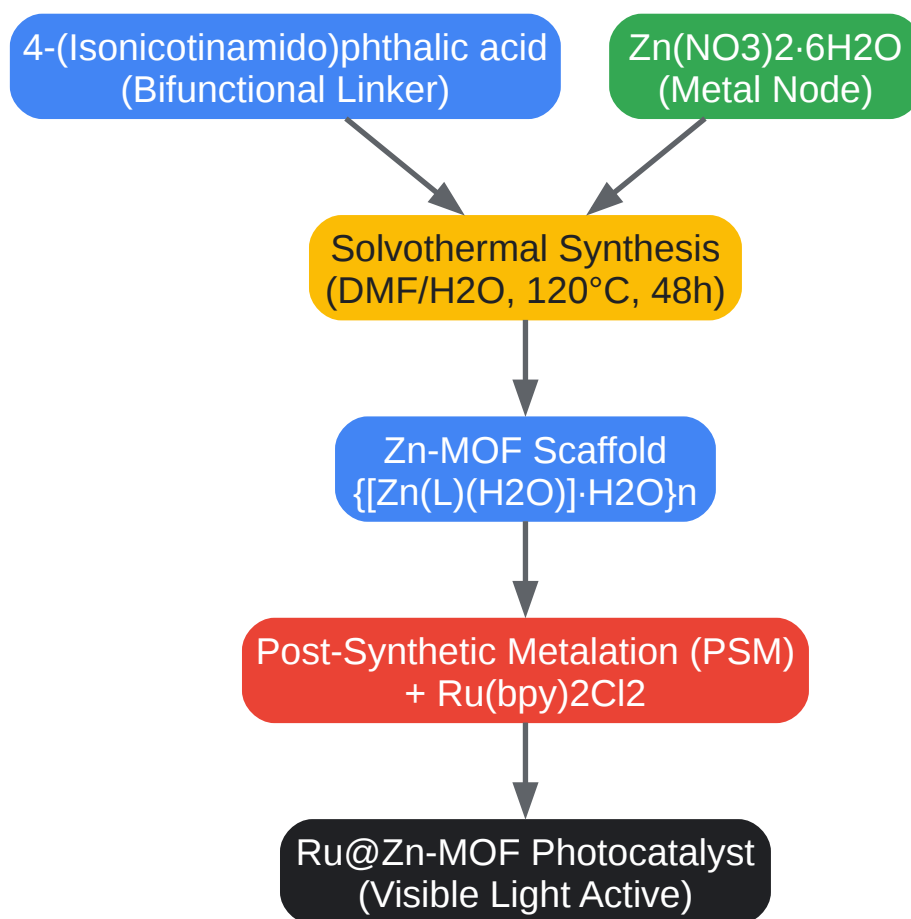 4-(Isonicotinamido)phthalic acid
(Bifunctional Linker)
Zn(NO3)2·6H2O
(Metal Node)
Solvothermal Synthesis
(DMF/H2O, 120°C, 48h)
Zn-MOF Scaffold
{[Zn(L)(H2O)]·H2O}n
Post-Synthetic Metalation (PSM)
+ Ru(bpy)2Cl2
Ru@Zn-MOF Photocatalyst
(Visible Light Active)